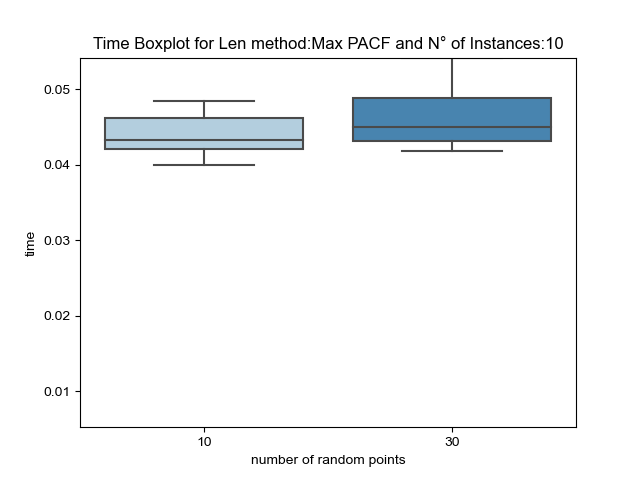 Time Boxplot for Len method:Max PACF and N° of Instances:10
0.05
0.04
0.03
0.02
0.01
time
10
30
number of random points